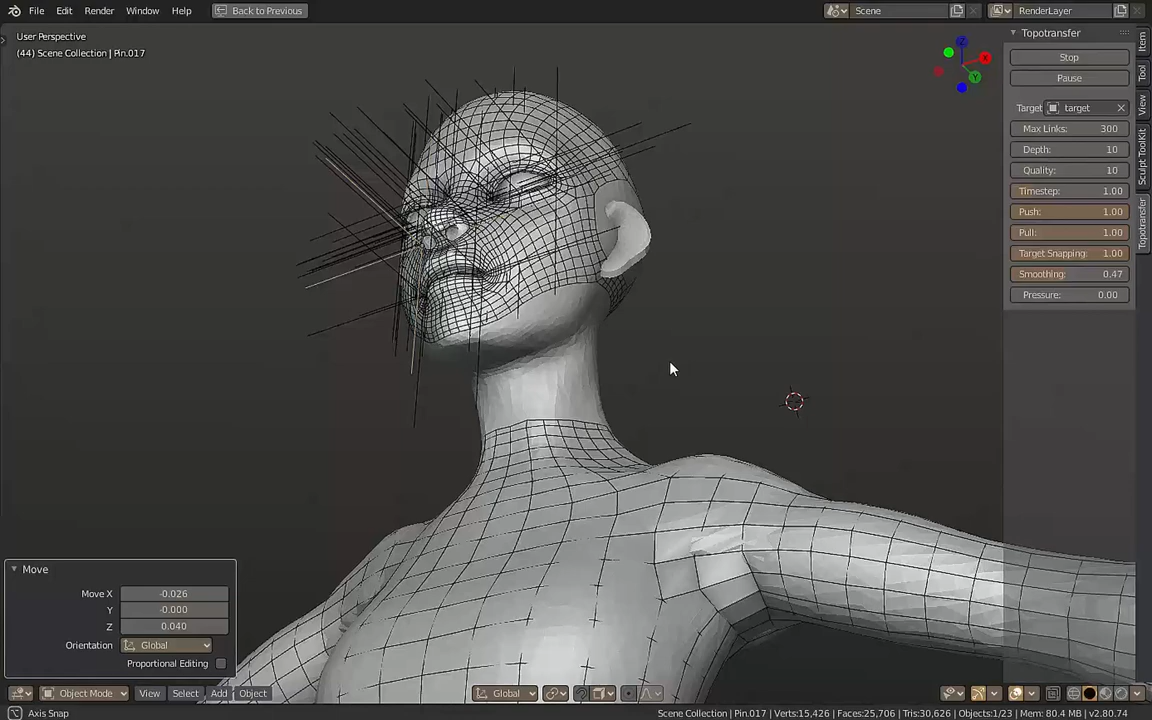 File Edit Render Window Help Back to Previous Scene RenderLayer
User Perspective
(44) Scene Collection | Pin.017
Z
X
Y
Topotransfer
Stop
Pause
Target target
Max Links: 300
Depth: 10
Quality: 10
Timestep: 1.00
Push: 1.00
Pull: 1.00
Target Snapping: 1.00
Smoothing: 0.47
Pressure: 0.00
Item
Tool
View
Sculpt ToolKit
Topotransfer
Move
Move X -0.026
Y -0.000
Z 0.040
Orientation Global
Proportional Editing
Object Mode View Select Add Object Global
Axis Snap
Scene Collection | Pin.017 | Verts:15,426 | Faces:25,706 | Tris:30,626 | Objects:1/23 | Mem: 80.4 MB | v2.80.74